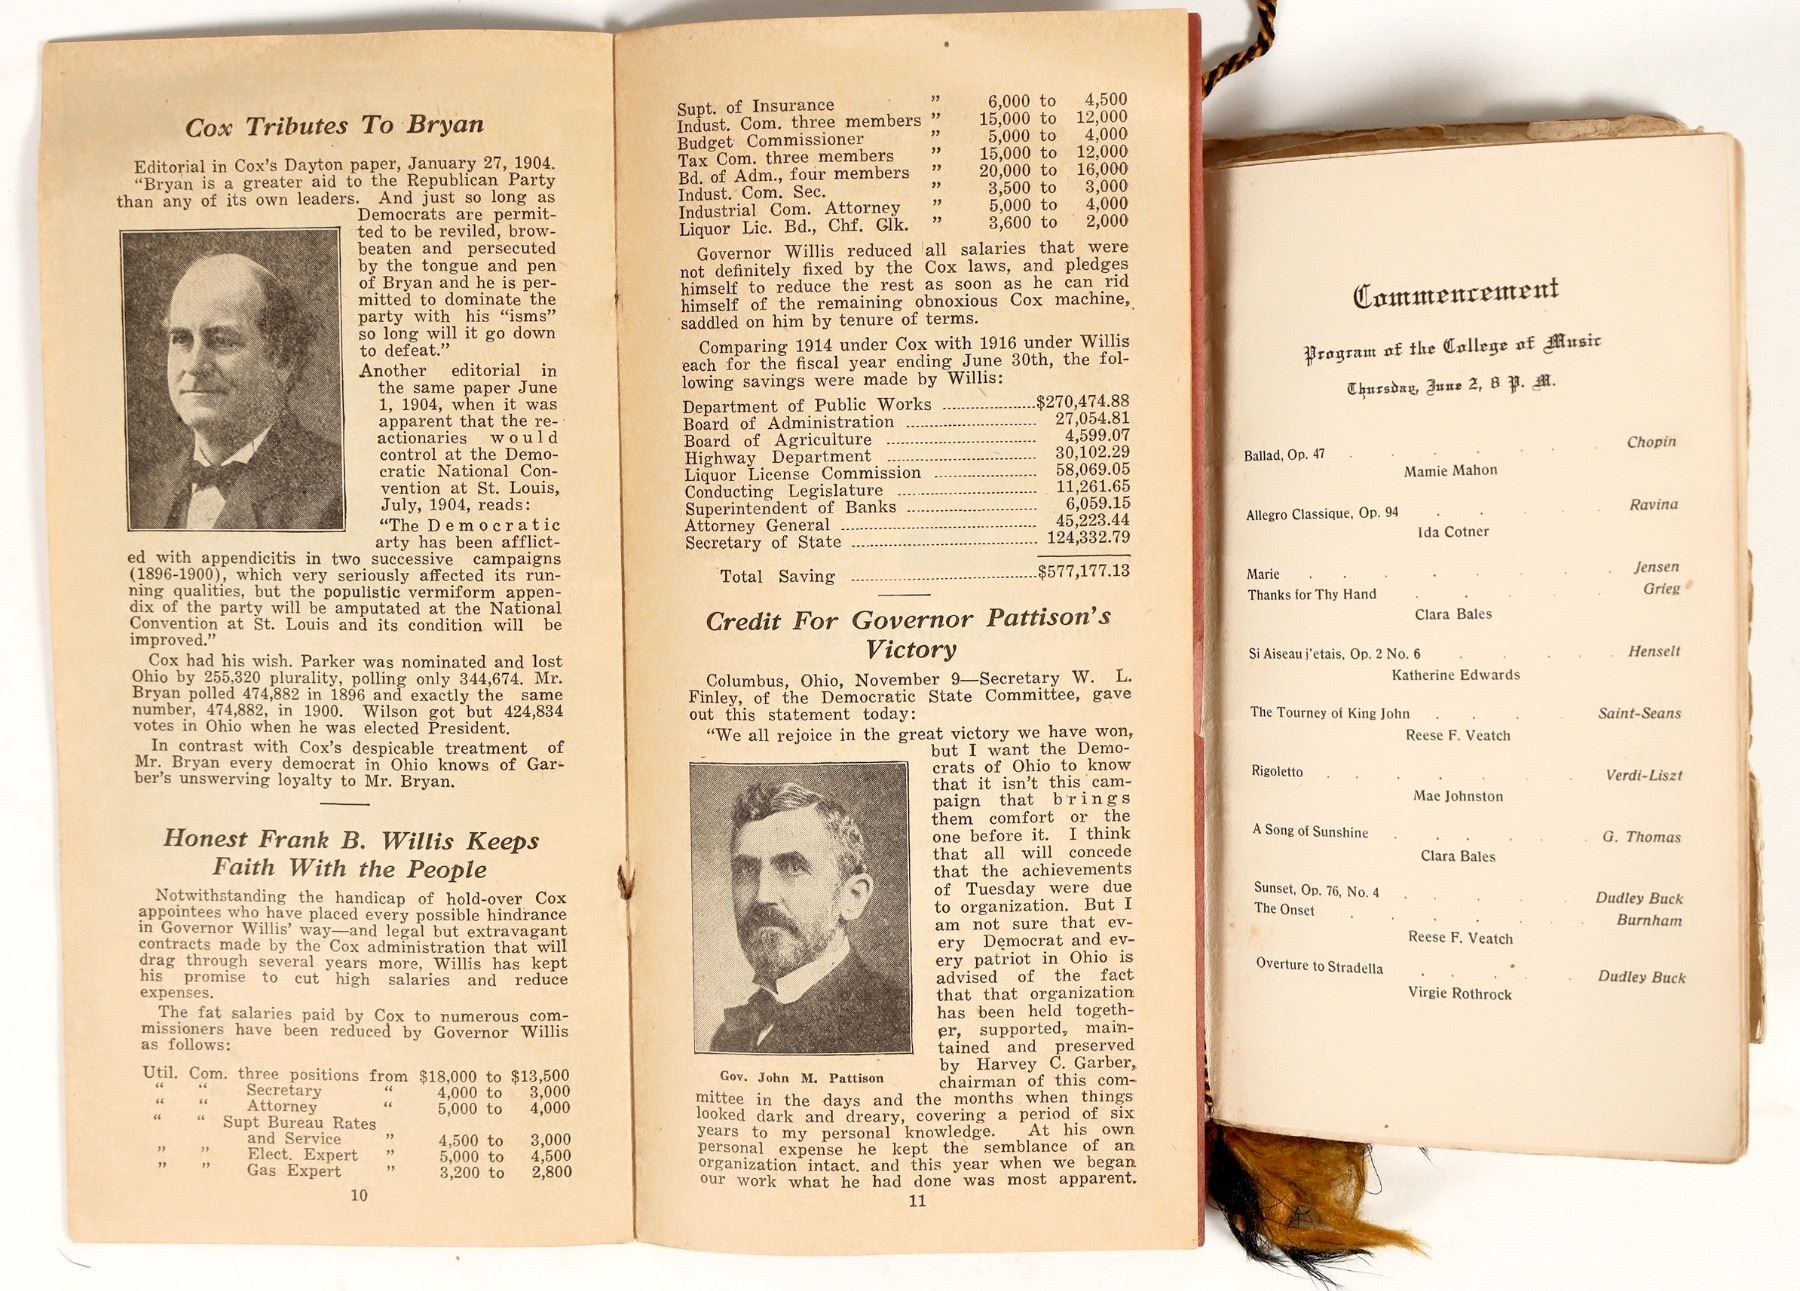 Cox Tributes To Bryan
Editorial in Cox's Dayton paper, January 27, 1904.
"Bryan is a greater aid to the Republican Party
than any of its own leaders. And just so long as
Democrats are permit-
ted to be reviled, brow-
beaten and persecuted
by the tongue and pen
of Bryan and he is per-
mitted to dominate the
party with his "isms"
so long will it go down
to defeat."
Another editorial in
the same paper June
1, 1904, when it was
apparent that the re-
actionaries would
control at the Demo-
cratic National Con-
vention at St. Louis,
July, 1904, reads:
"The Democratic
arty has been afflict-
ed with appendicitis in two successive campaigns
(1896-1900), which very seriously affected its run-
ning qualities, but the populistic vermiform appen-
dix of the party will be amputated at the National
Convention at St. Louis and its condition will be
improved."
Cox had his wish. Parker was nominated and lost
Ohio by 255,320 plurality, polling only 344,674. Mr.
Bryan polled 474,882 in 1896 and exactly the same
number, 474,882, in 1900. Wilson got but 424,834
votes in Ohio when he was elected President.
In contrast with Cox's despicable treatment of
Mr. Bryan every democrat in Ohio knows of Gar-
ber's unswerving loyalty to Mr. Bryan.
Honest Frank B. Willis Keeps
Faith With the People
Notwithstanding the handicap of hold-over Cox
appointees who have placed every possible hindrance
in Governor Willis' way—and legal but extravagant
contracts made by the Cox administration that will
drag through several years more, Willis has kept
his promise to cut high salaries and reduce
expenses.
The fat salaries paid by Cox to numerous com-
missioners have been reduced by Governor Willis
as follows:
Util. Com. three positions from $18,000 to $13,500
" " Secretary " 4,000 to 3,000
" " Attorney " 5,000 to 4,000
" " Supt Bureau Rates
and Service " 4,500 to 3,000
" " Elect. Expert " 5,000 to 4,500
" " Gas Expert " 3,200 to 2,800
10
Supt. of Insurance " 6,000 to 4,500
Indust. Com. three members " 15,000 to 12,000
Budget Commissioner " 5,000 to 4,000
Tax Com. three members " 15,000 to 12,000
Bd. of Adm., four members " 20,000 to 16,000
Indust. Com. Sec. " 3,500 to 3,000
Industrial Com. Attorney " 5,000 to 4,000
Liquor Lic. Bd., Chf. Glk. " 3,600 to 2,000
Governor Willis reduced all salaries that were
not definitely fixed by the Cox laws, and pledges
himself to reduce the rest as soon as he can rid
himself of the remaining obnoxious Cox machine,
saddled on him by tenure of terms.
Comparing 1914 under Cox with 1916 under Willis
each for the fiscal year ending June 30th, the fol-
lowing savings were made by Willis:
Department of Public Works $270,474.88
Board of Administration 27,054.81
Board of Agriculture 4,599.07
Highway Department 30,102.29
Liquor License Commission 58,069.05
Conducting Legislature 11,261.65
Superintendent of Banks 6,059.15
Attorney General 45,223.44
Secretary of State 124,332.79
Total Saving $577,177.13
Credit For Governor Pattison's
Victory
Columbus, Ohio, November 9—Secretary W. L.
Finley, of the Democratic State Committee, gave
out this statement today:
"We all rejoice in the great victory we have won,
but I want the Demo-
crats of Ohio to know
that it isn't this cam-
paign that brings
them comfort or the
one before it. I think
that all will concede
that the achievements
of Tuesday were due
to organization. But I
am not sure that ev-
ery Democrat and ev-
ery patriot in Ohio is
advised of the fact
that that organization
has been held togeth-
er, supported, main-
tained and preserved
by Harvey C. Garber,
Gov. John M. Pattison
chairman of this com-
mittee in the days and the months when things
looked dark and dreary, covering a period of six
years to my personal knowledge. At his own
personal expense he kept the semblance of an
organization intact. and this year when we began
our work what he had done was most apparent.
11
Commencement
Program of the College of Music
Thursday, June 2, 8 P. M.
Ballad, Op. 47 Chopin
Mamie Mahon
Allegro Classique, Op. 94 Ravina
Ida Cotner
Marie Jensen
Thanks for Thy Hand Grieg
Clara Bales
Si Aiseau j'etais, Op. 2 No. 6 Henselt
Katherine Edwards
The Tourney of King John Saint-Seans
Reese F. Veatch
Rigoletto Verdi-Liszt
Mae Johnston
A Song of Sunshine G. Thomas
Clara Bales
Sunset, Op. 76, No. 4 Dudley Buck
The Onset Burnham
Reese F. Veatch
Overture to Stradella Dudley Buck
Virgie Rothrock